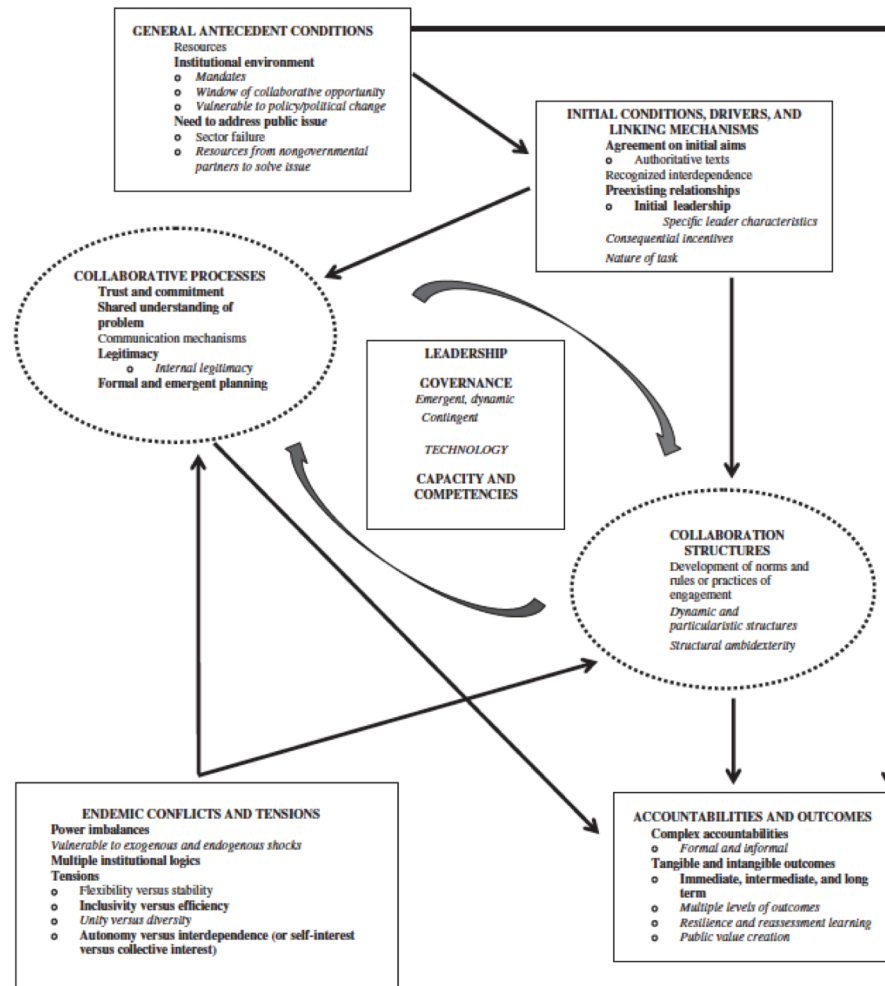 GENERAL ANTECEDENT CONDITIONS
Resources
Institutional environment
o Mandates
o Window of collaborative opportunity
o Vulnerable to policy/political change
Need to address public issue
o Sector failure
o Resources from nongovernmental
partners to solve issue
INITIAL CONDITIONS, DRIVERS, AND
LINKING MECHANISMS
Agreement on initial aims
o Authoritative texts
Recognized interdependence
Preexisting relationships
o Initial leadership
Specific leader characteristics
Consequential incentives
Nature of task
COLLABORATIVE PROCESSES
Trust and commitment
Shared understanding of
problem
Communication mechanisms
Legitimacy
o Internal legitimacy
Formal and emergent planning
LEADERSHIP
GOVERNANCE
Emergent, dynamic
Contingent
TECHNOLOGY
CAPACITY AND
COMPETENCIES
COLLABORATION
STRUCTURES
Development of norms and
rules or practices of
engagement
Dynamic and
particularistic structures
Structural ambidexterity
ENDEMIC CONFLICTS AND TENSIONS
Power imbalances
Vulnerable to exogenous and endogenous shocks
Multiple institutional logics
Tensions
o Flexibility versus stability
o Inclusivity versus efficiency
o Unity versus diversity
o Autonomy versus interdependence (or self-interest
versus collective interest)
ACCOUNTABILITIES AND OUTCOMES
Complex accountabilities
o Formal and informal
Tangible and intangible outcomes
o Immediate, intermediate, and long
term
o Multiple levels of outcomes
o Resilience and reassessment learning
o Public value creation